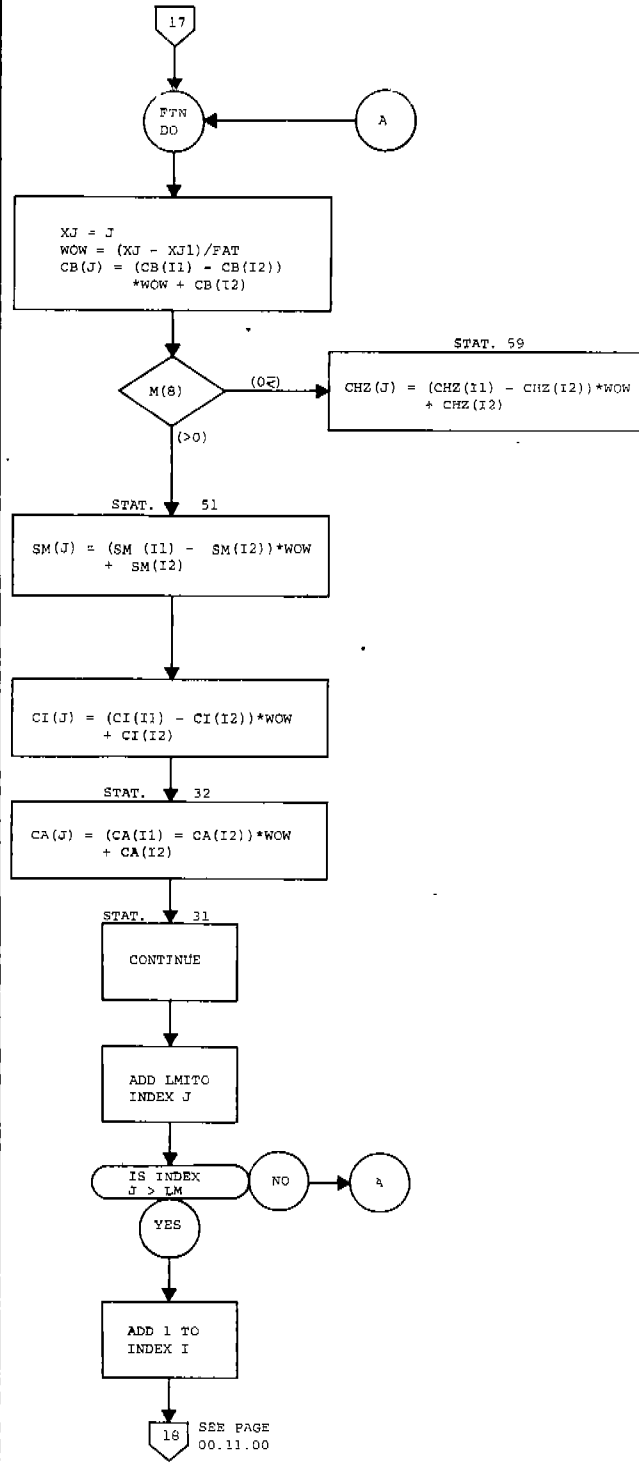 17
FTN
DO
A
XJ = J
WOW = (XJ - XJ1)/FAT
CB(J) = (CB(I1) - CB(I2))
*WOW + CB(I2)
M(8)
(0≤)
(>0)
STAT. 59
CHZ(J) = (CHZ(I1) - CHZ(I2))*WOW
+ CHZ(I2)
STAT. 51
SM(J) = (SM (I1) - SM(I2))*WOW
+ SM(I2)
CI(J) = (CI(I1) - CI(I2))*WOW
+ CI(I2)
STAT. 32
CA(J) = (CA(I1) = CA(I2))*WOW
+ CA(I2)
STAT. 31
CONTINUE
ADD LMITO
INDEX J
IS INDEX
J > LM
NO
A
YES
ADD 1 TO
INDEX I
18
SEE PAGE
00.11.00